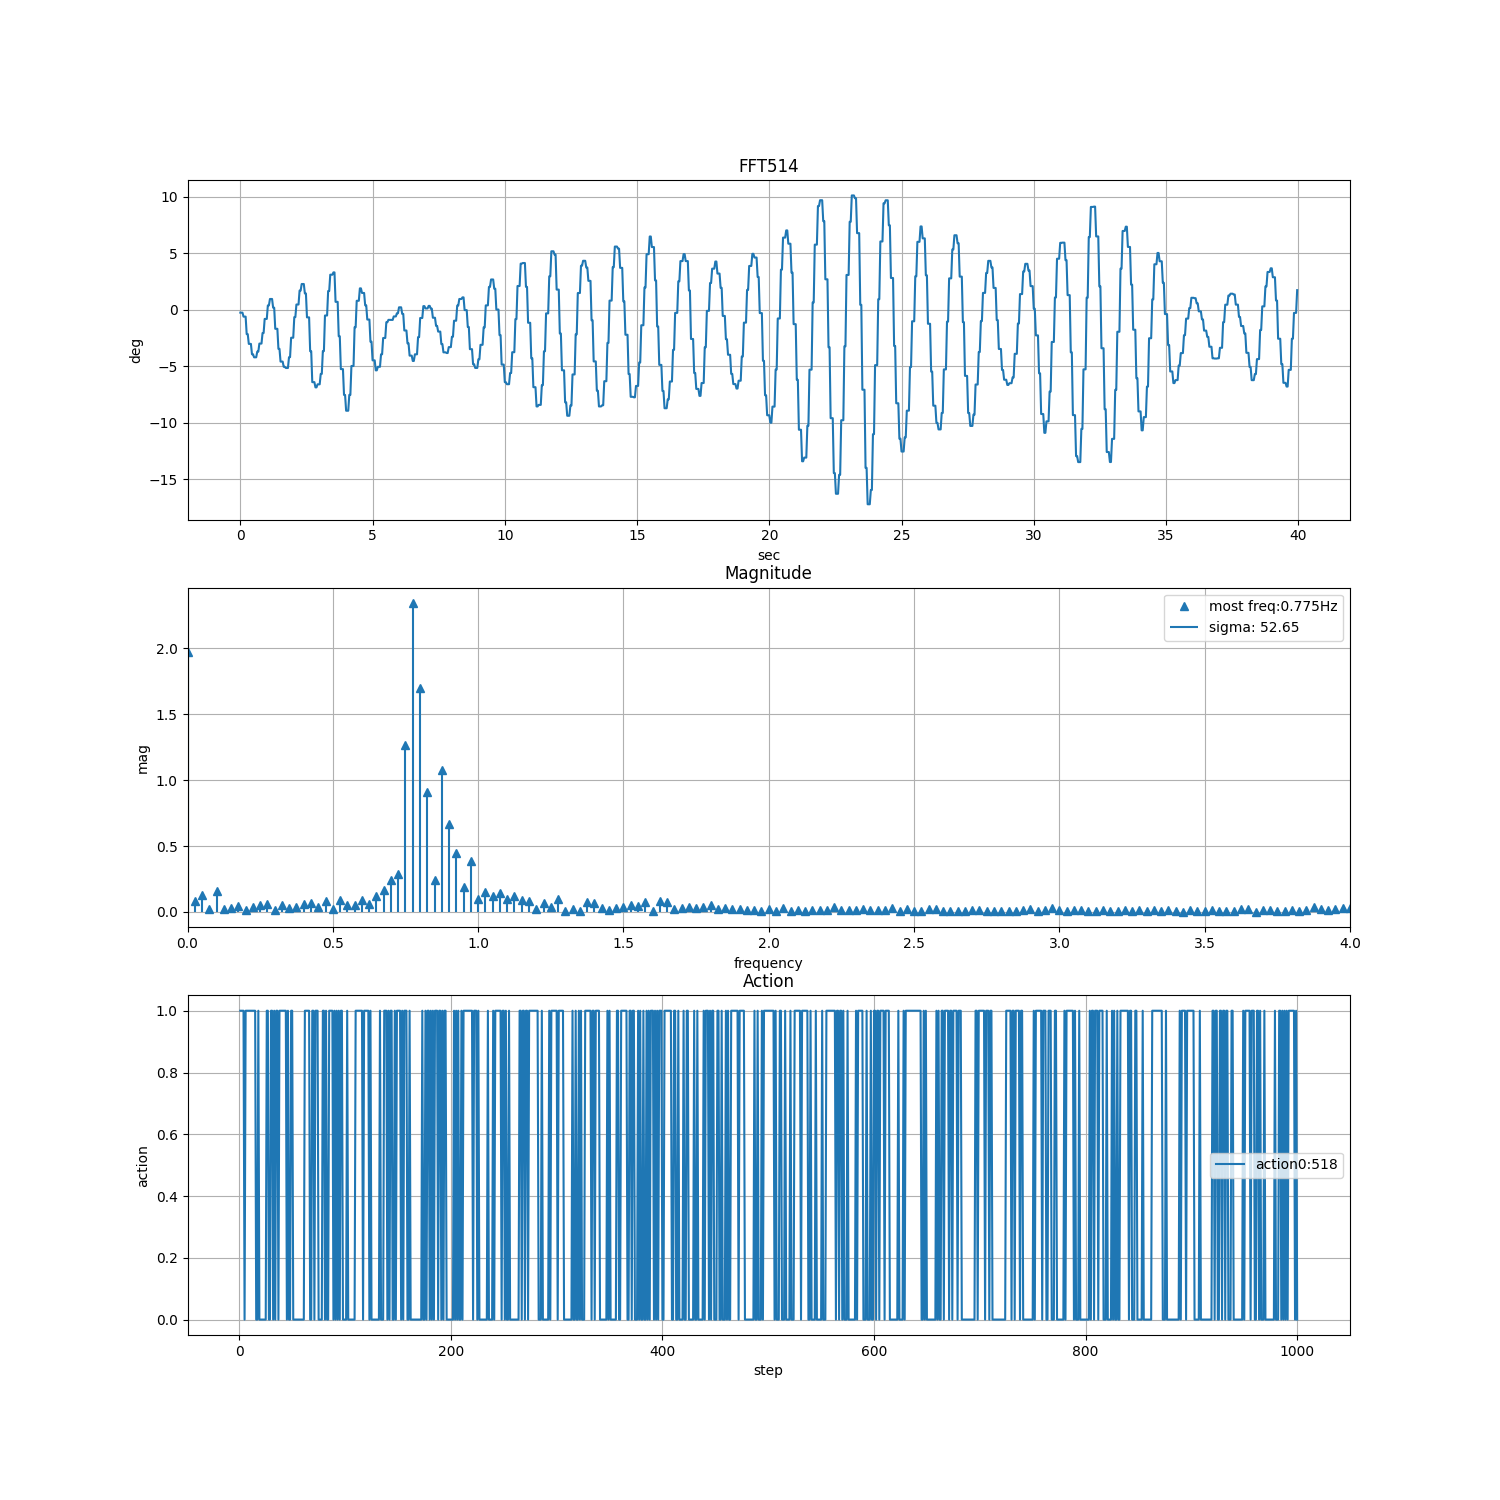 FFT514
10
5
0
−5
−10
−15
deg
0 5 10 15 20 25 30 35 40
sec
Magnitude
most freq:0.775Hz
sigma: 52.65
2.0
1.5
1.0
0.5
0.0
mag
0.0 0.5 1.0 1.5 2.0 2.5 3.0 3.5 4.0
frequency
Action
1.0
0.8
0.6
0.4
0.2
0.0
action
action0:518
0 200 400 600 800 1000
step